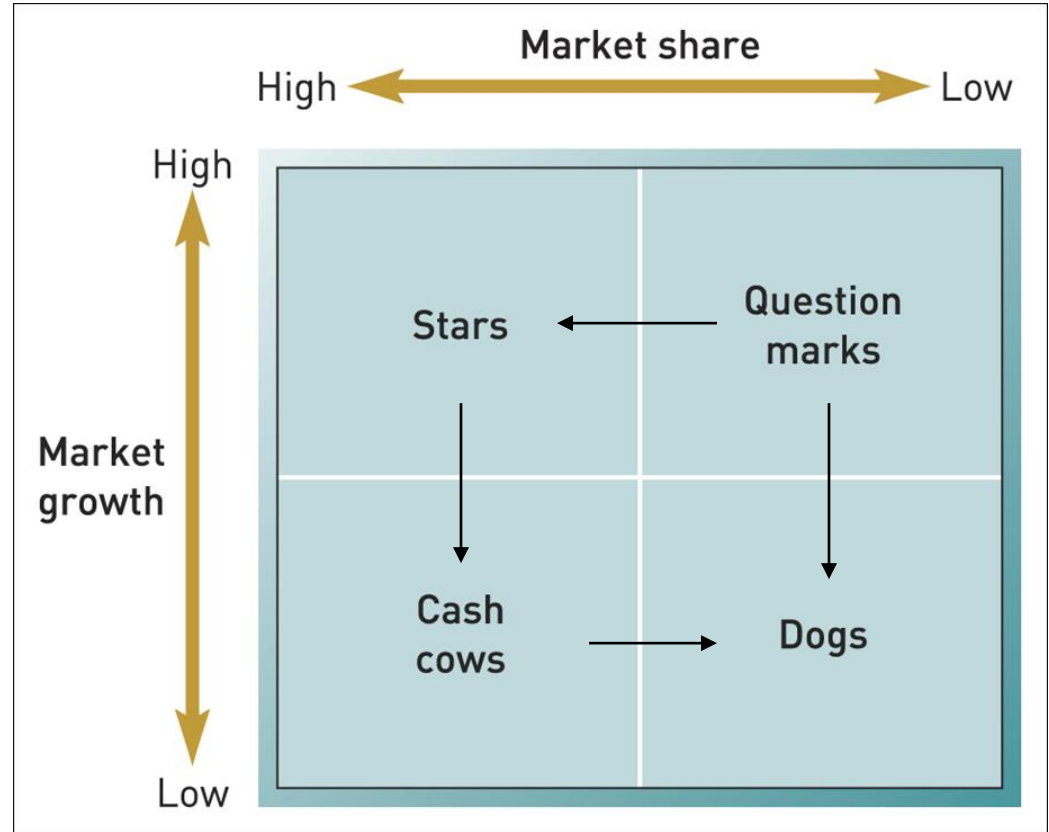 Market share
High
Low
High
Stars
Question
marks
Market
growth
Cash
cows
Dogs
Low